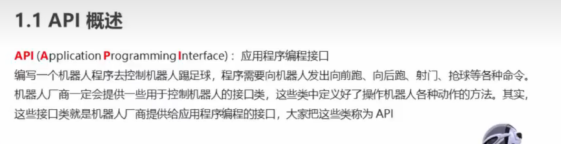 1.1 API 概述
API (Application Programming Interface) ：应用程序编程接口
编写一个机器人程序去控制机器人踢足球，程序需要向机器人发出向前跑、向后跑、射门、抢球等各种命令。
机器人厂商一定会提供一些用于控制机器人的接口类，这些类中定义好了操作机器人各种动作的方法。其实，
这些接口类就是机器人厂商提供给应用程序编程的接口，大家把这些类称为 API